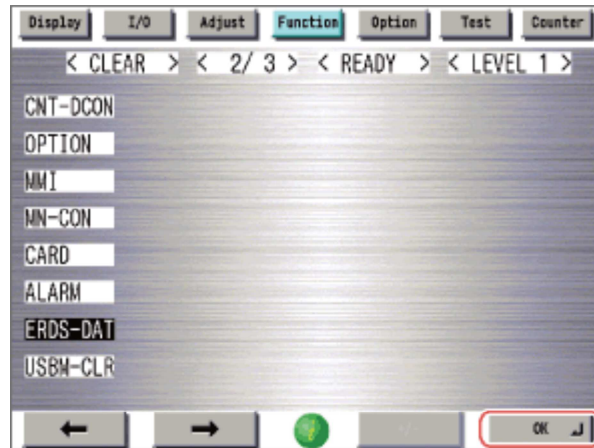 Display I/O Adjust Function Option Test Counter
< CLEAR > < 2/ 3 > < READY > < LEVEL 1 >
CNT-DCON
OPTION
MMI
MN-CON
CARD
ALARM
ERDS-DAT
USBM-CLR
+/-
OK